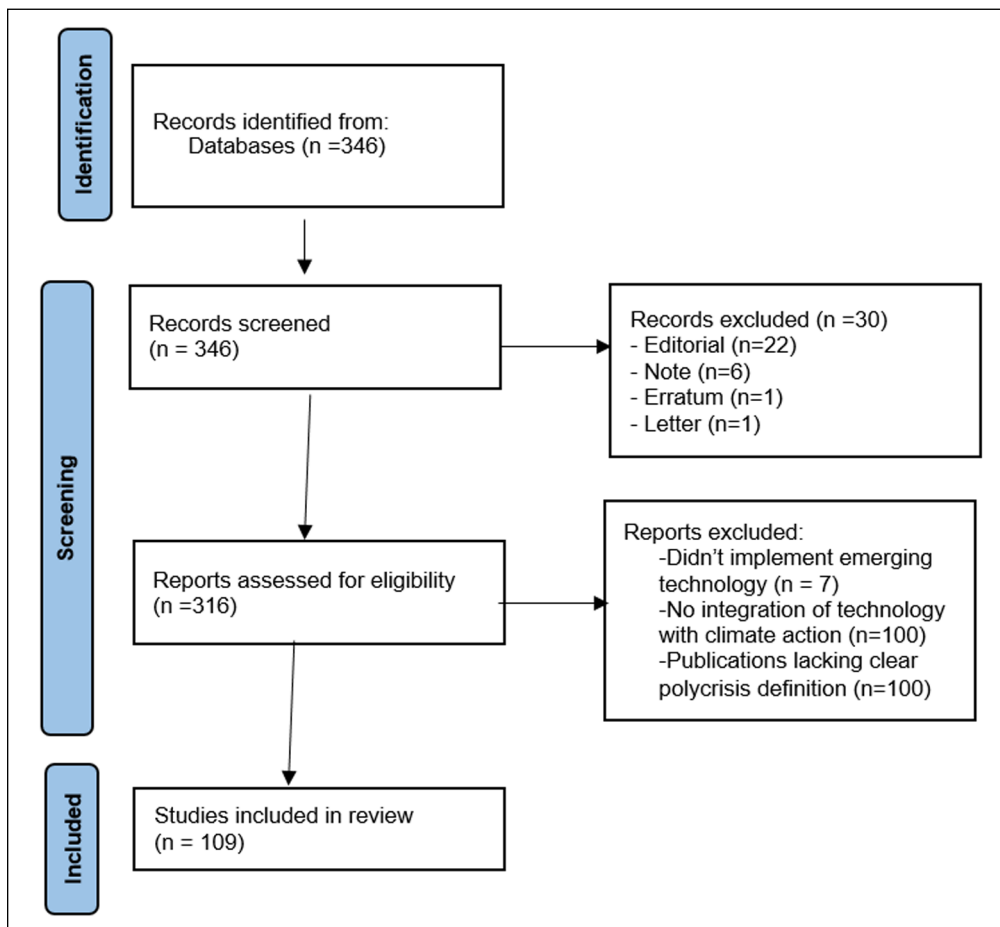 Identification
Records identified from:
Databases (n =346)
Screening
Records screened
(n = 346)
Records excluded (n =30)
- Editorial (n=22)
- Note (n=6)
- Erratum (n=1)
- Letter (n=1)
Reports assessed for eligibility
(n =316)
Reports excluded:
-Didn’t implement emerging
technology (n = 7)
-No integration of technology
with climate action (n=100)
-Publications lacking clear
polycrisis definition (n=100)
Included
Studies included in review
(n = 109)